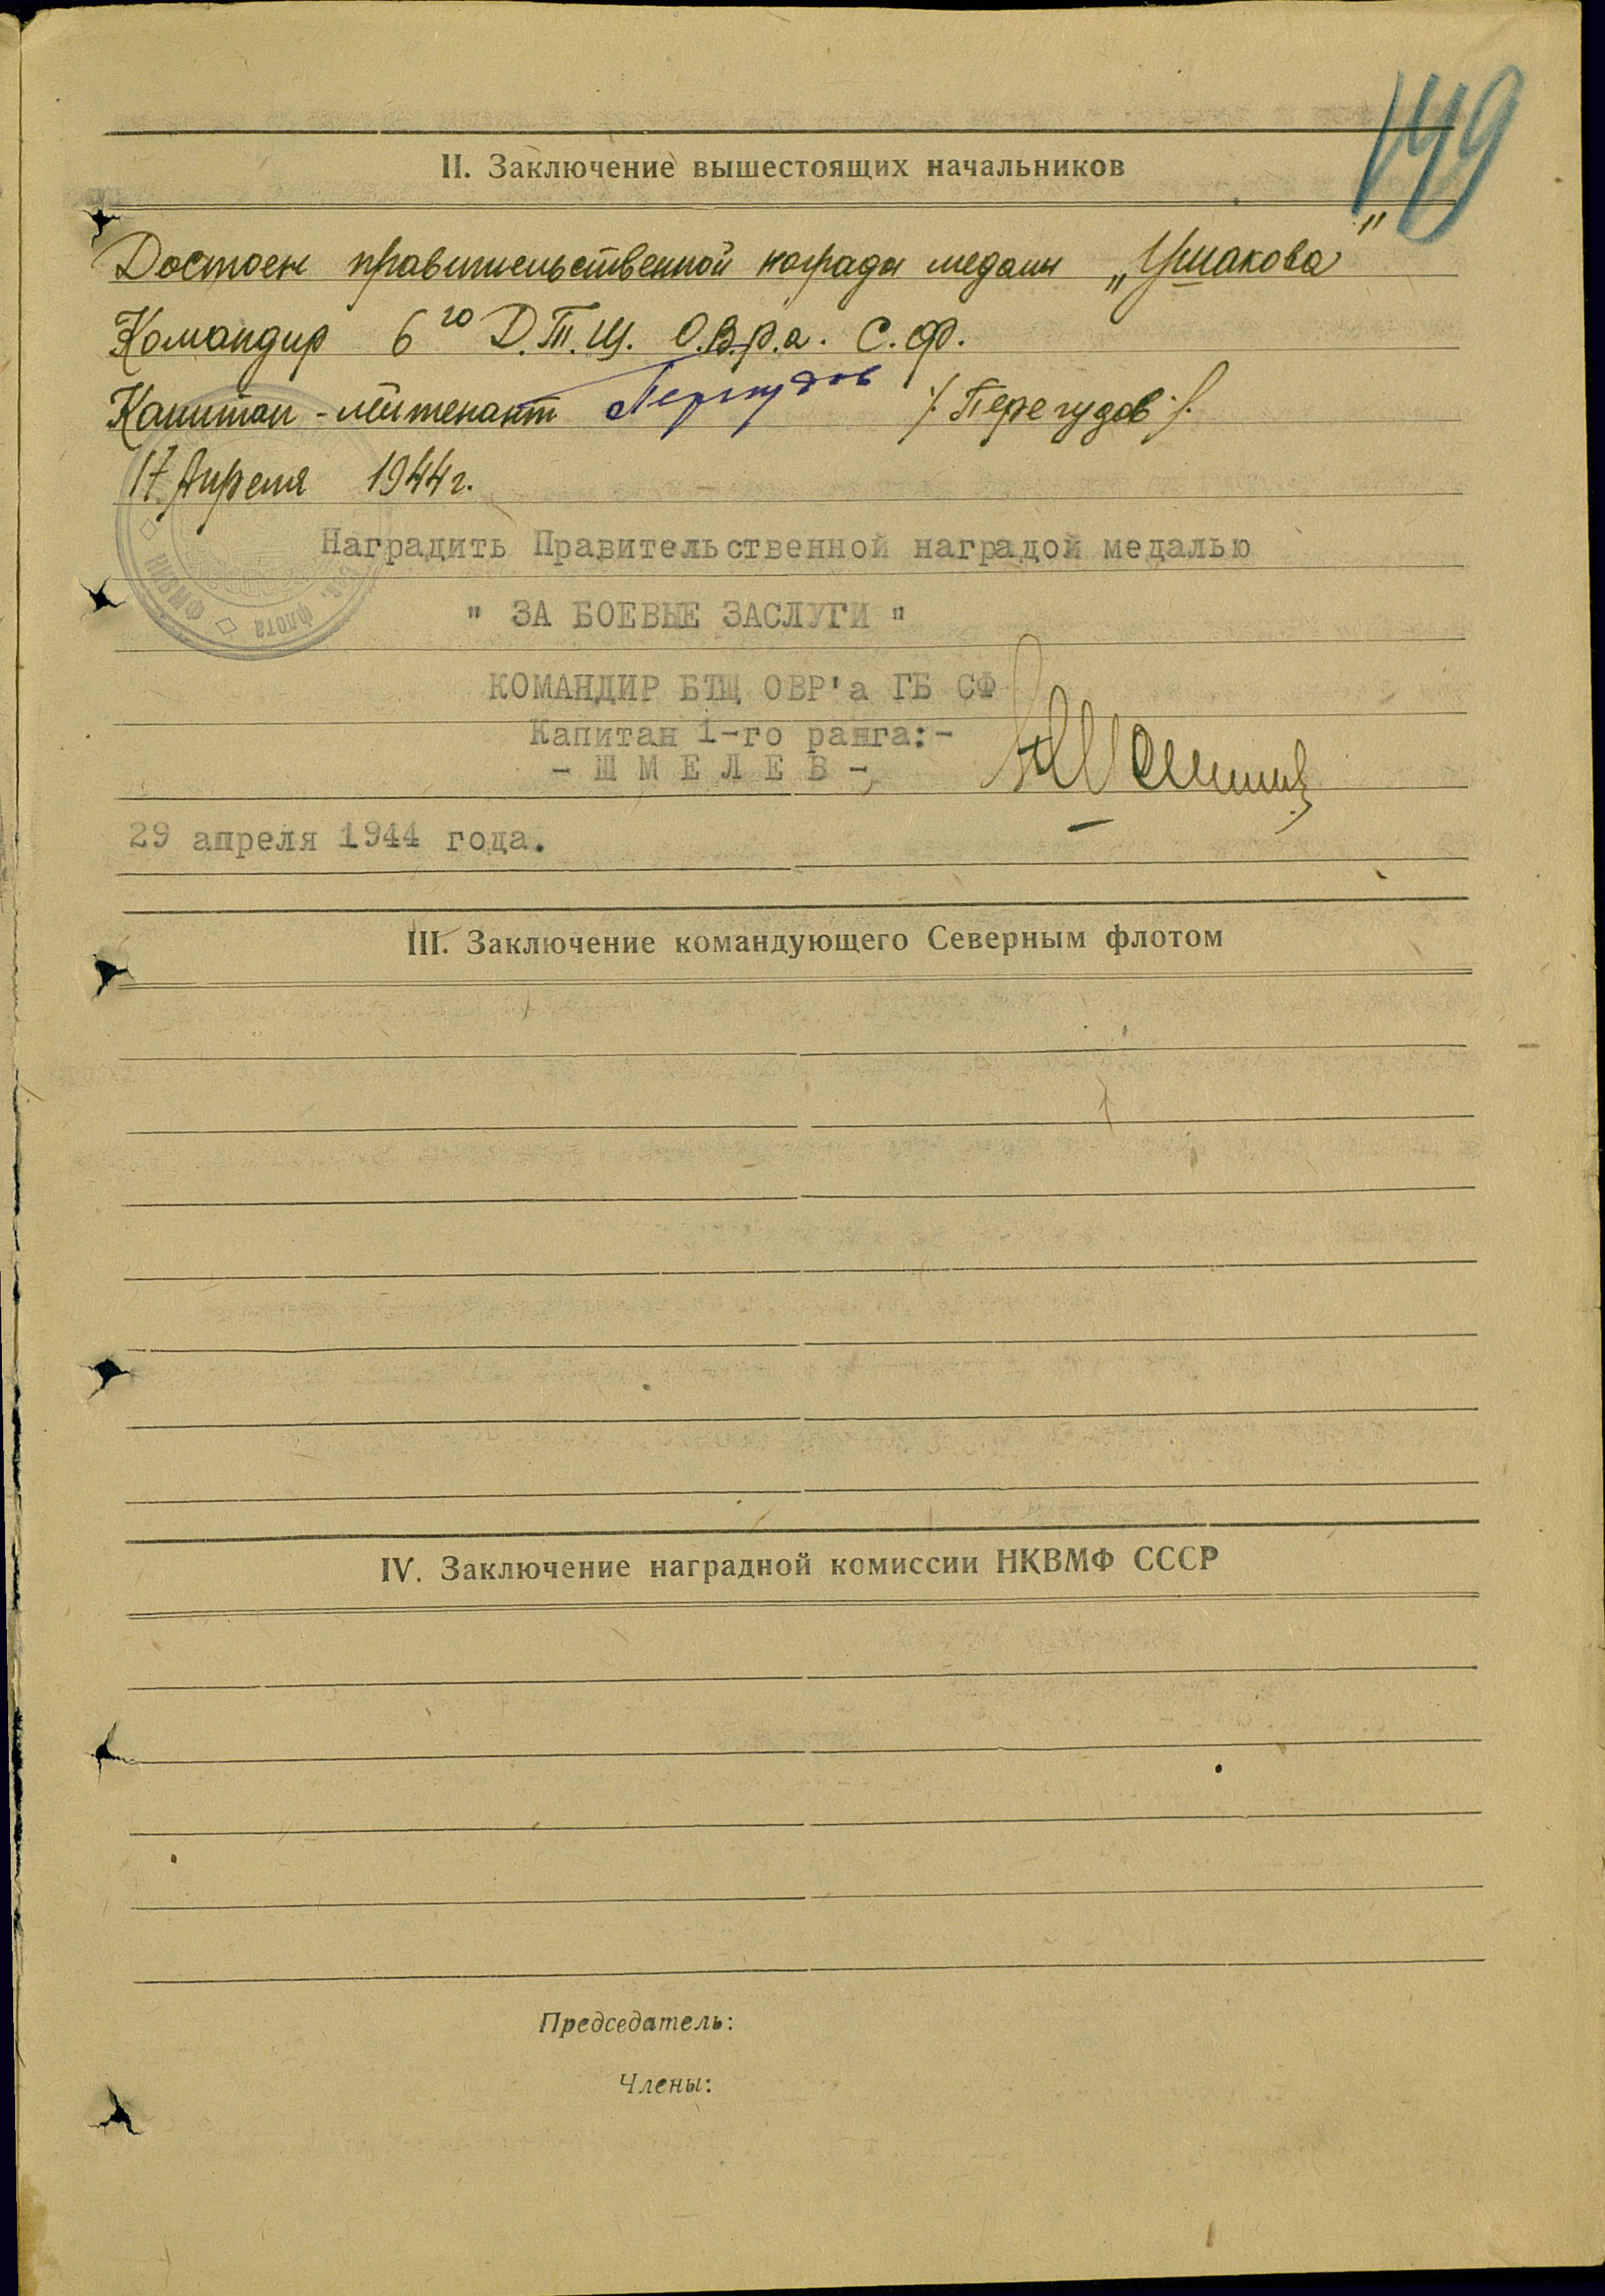 149
II. Заключение вышестоящих начальников
Достоен правительственной награды медали „Ушакова"
Командир 6го Д.Т.Щ. О.В.Р.а. С.Ф.
Капитан-лейтенант Перегудов /. Перегудов ./.
17 Апреля 1944 г.
Наградить Правительственной наградой медалью
" ЗА БОЕВЫЕ ЗАСЛУГИ "
КОМАНДИР БТЩ ОВР'а ГБ СФ
Капитан 1-го ранга:-
- Ш М Е Л Е В -
29 апреля 1944 года.
III. Заключение командующего Северным флотом
IV. Заключение наградной комиссии НКВМФ СССР
Председатель:
Члены: